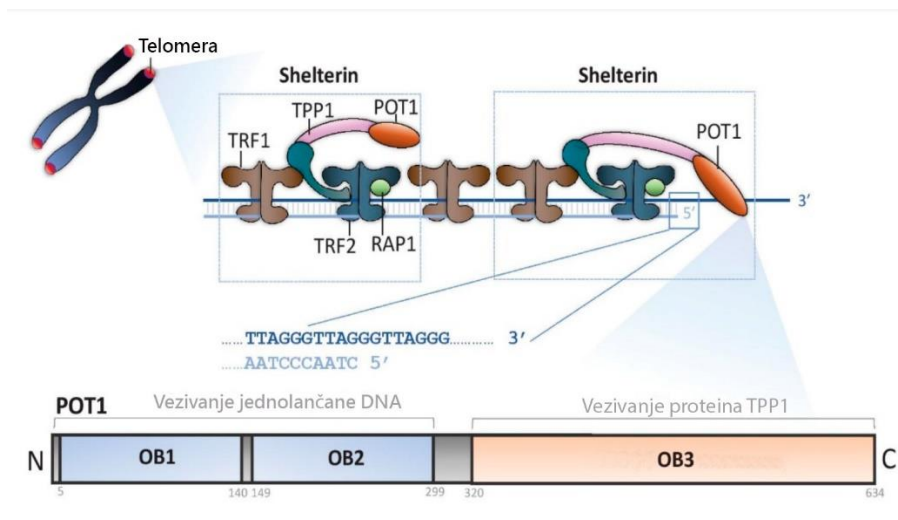 Telomera
Shelterin
Shelterin
TPP1
POT1
TRF1
POT1
5′
3′
TRF2
RAP1
......TTAGGGTTAGGGTTAGGG............ 3′
......AATCCCAATC 5′
POT1
Vezivanje jednolančane DNA
Vezivanje proteina TPP1
N
OB1
OB2
OB3
C
5
140
149
299
320
634